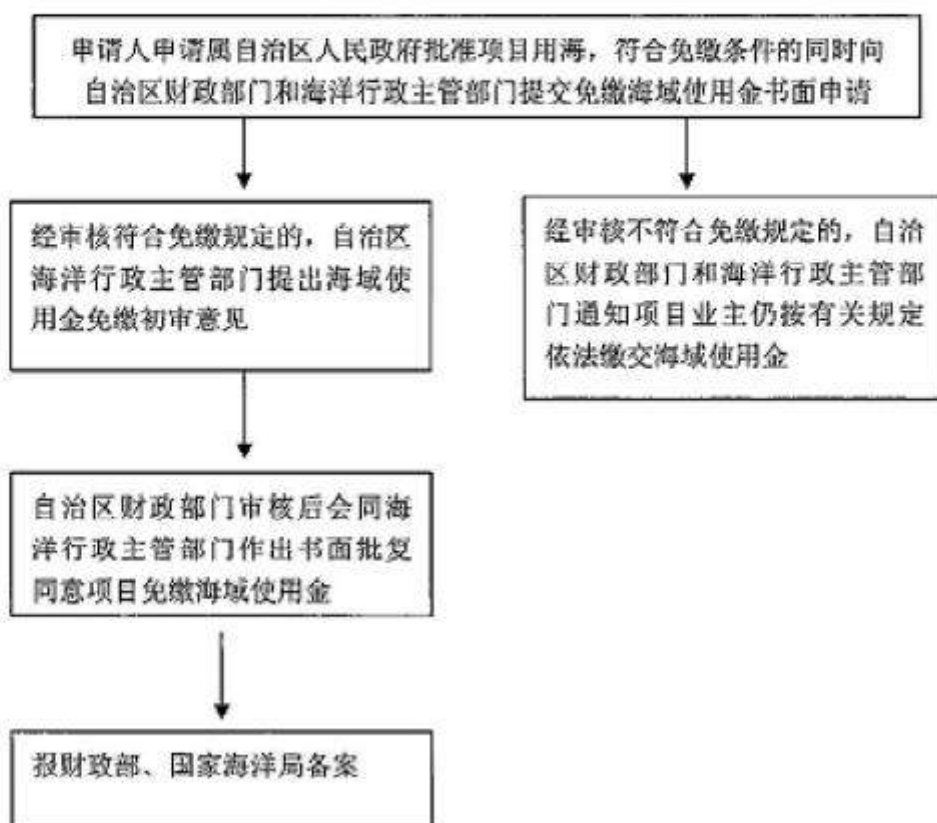 申请人申请属自治区人民政府批准项目用海，符合免缴条件的同时向
自治区财政部门和海洋行政主管部门提交免缴海域使用金书面申请
经审核符合免缴规定的，自治区
海洋行政主管部门提出海域使
用金免缴初审意见
经审核不符合免缴规定的，自治
区财政部门和海洋行政主管部
门通知项目业主仍按有关规定
依法缴交海域使用金
自治区财政部门审核后会同海
洋行政主管部门作出书面批复
同意项目免缴海域使用金
报财政部、国家海洋局备案